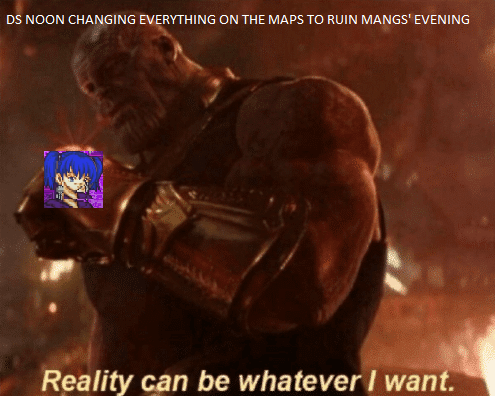 DS NOON CHANGING EVERYTHING ON THE MAPS TO RUIN MANGS' EVENING
Reality can be whatever I want.